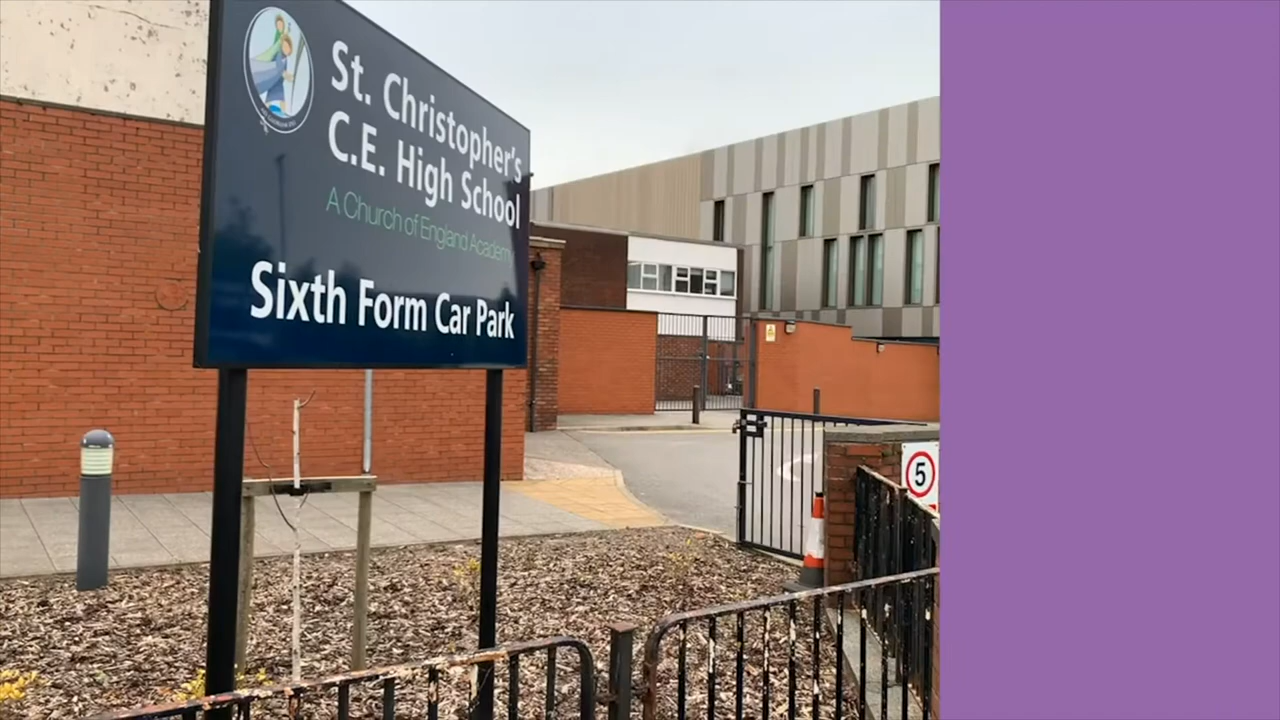 St. Christopher's
C.E. High School
A Church of England Academy
Sixth Form Car Park
5